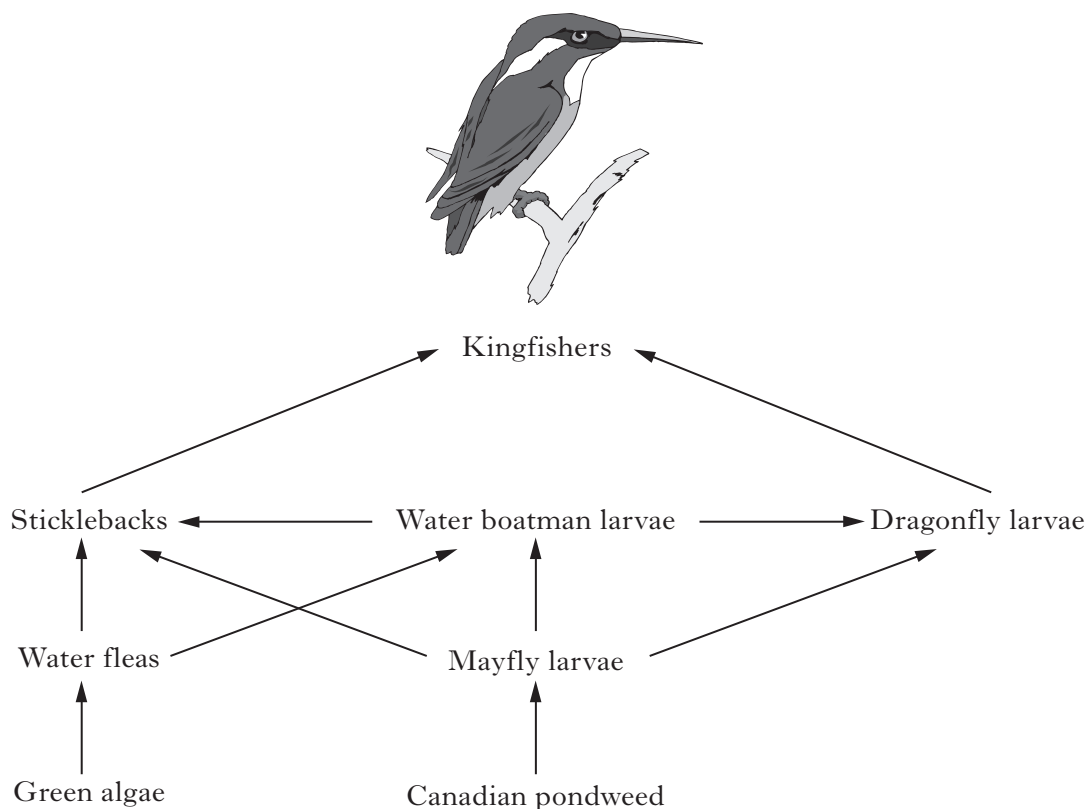 Kingfishers
Sticklebacks
Water boatman larvae
Dragonfly larvae
Water fleas
Mayfly larvae
Green algae
Canadian pondweed